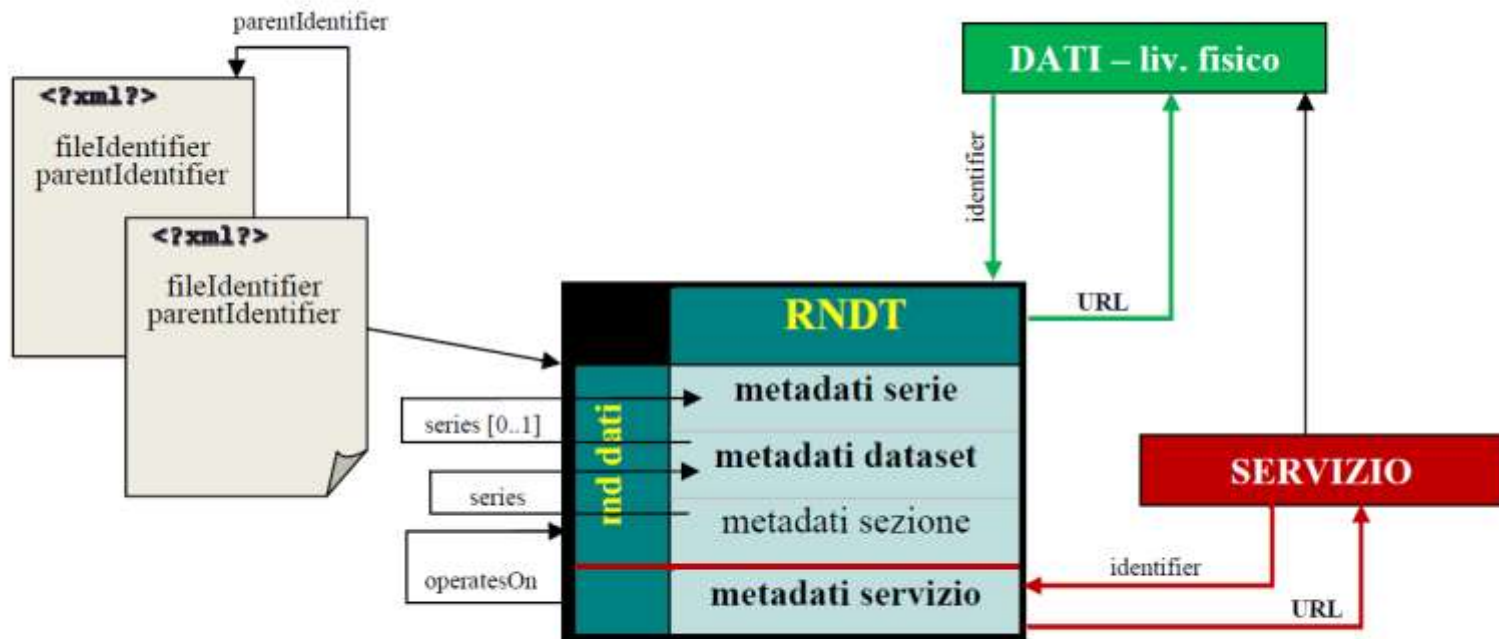 parentIdentifier
<?xml?>
fileIdentifier
parentIdentifier
<?xml?>
fileIdentifier
parentIdentifier
DATI – liv. fisico
identifier
URL
RNDT
md dati
metadati serie
series [0..1]
metadati dataset
series
metadati sezione
operatesOn
metadati servizio
SERVIZIO
identifier
URL